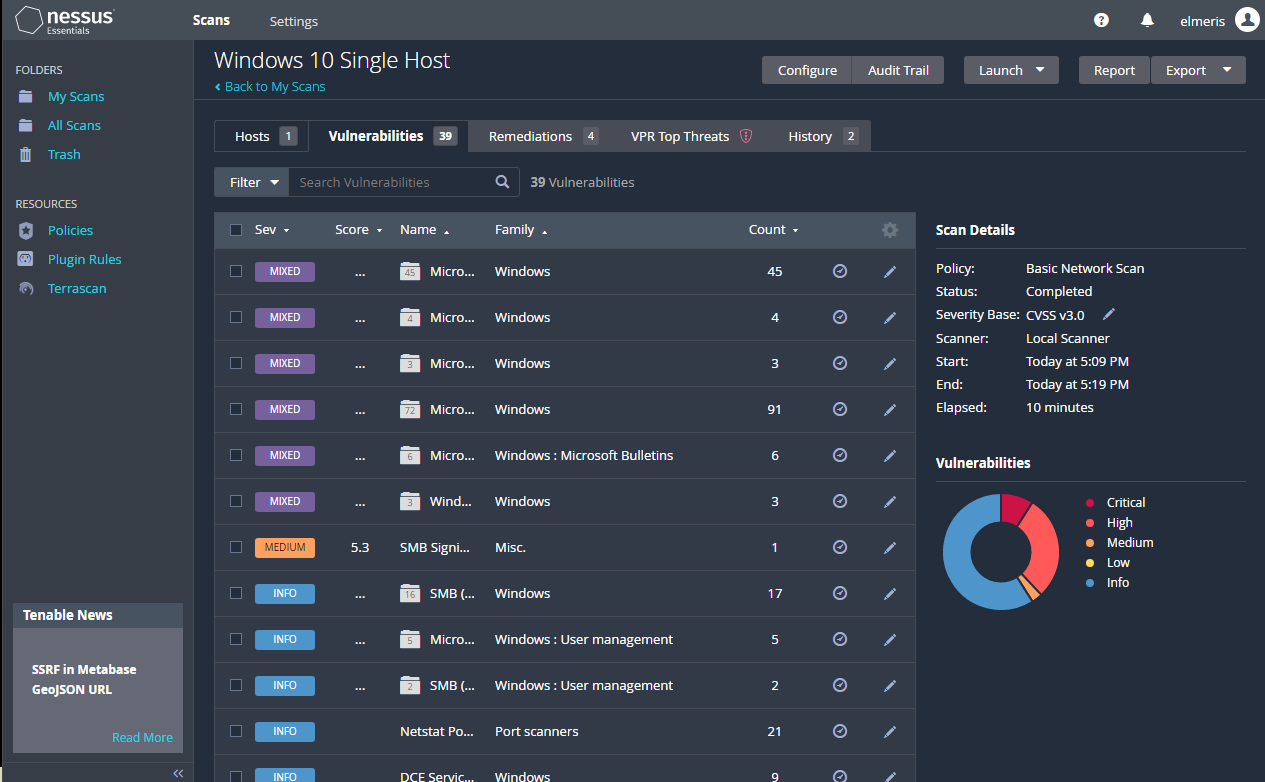 nessus Essentials Scans Settings elmeris
Windows 10 Single Host
Back to My Scans
Configure Audit Trail Launch Report Export
FOLDERS
My Scans
All Scans
Trash
RESOURCES
Policies
Plugin Rules
Terrascan
Tenable News
SSRF in Metabase
GeoJSON URL
Read More
Hosts 1 Vulnerabilities 39 Remediations 4 VPR Top Threats History 2
Filter Search Vulnerabilities 39 Vulnerabilities
Sev Score Name Family Count
MIXED ... 45 Micro... Windows 45
MIXED ... 4 Micro... Windows 4
MIXED ... 3 Micro... Windows 3
MIXED ... 72 Micro... Windows 91
MIXED ... 6 Micro... Windows : Microsoft Bulletins 6
MIXED ... 3 Wind... Windows 3
MEDIUM 5.3 SMB Signi... Misc. 1
INFO ... 16 SMB (... Windows 17
INFO ... 5 Micro... Windows : User management 5
INFO ... 2 SMB (... Windows : User management 2
INFO Netstat Po... Port scanners 21
INFO DCE Servic... Windows 9
Scan Details
Policy: Basic Network Scan
Status: Completed
Severity Base: CVSS v3.0
Scanner: Local Scanner
Start: Today at 5:09 PM
End: Today at 5:19 PM
Elapsed: 10 minutes
Vulnerabilities
Critical
High
Medium
Low
Info